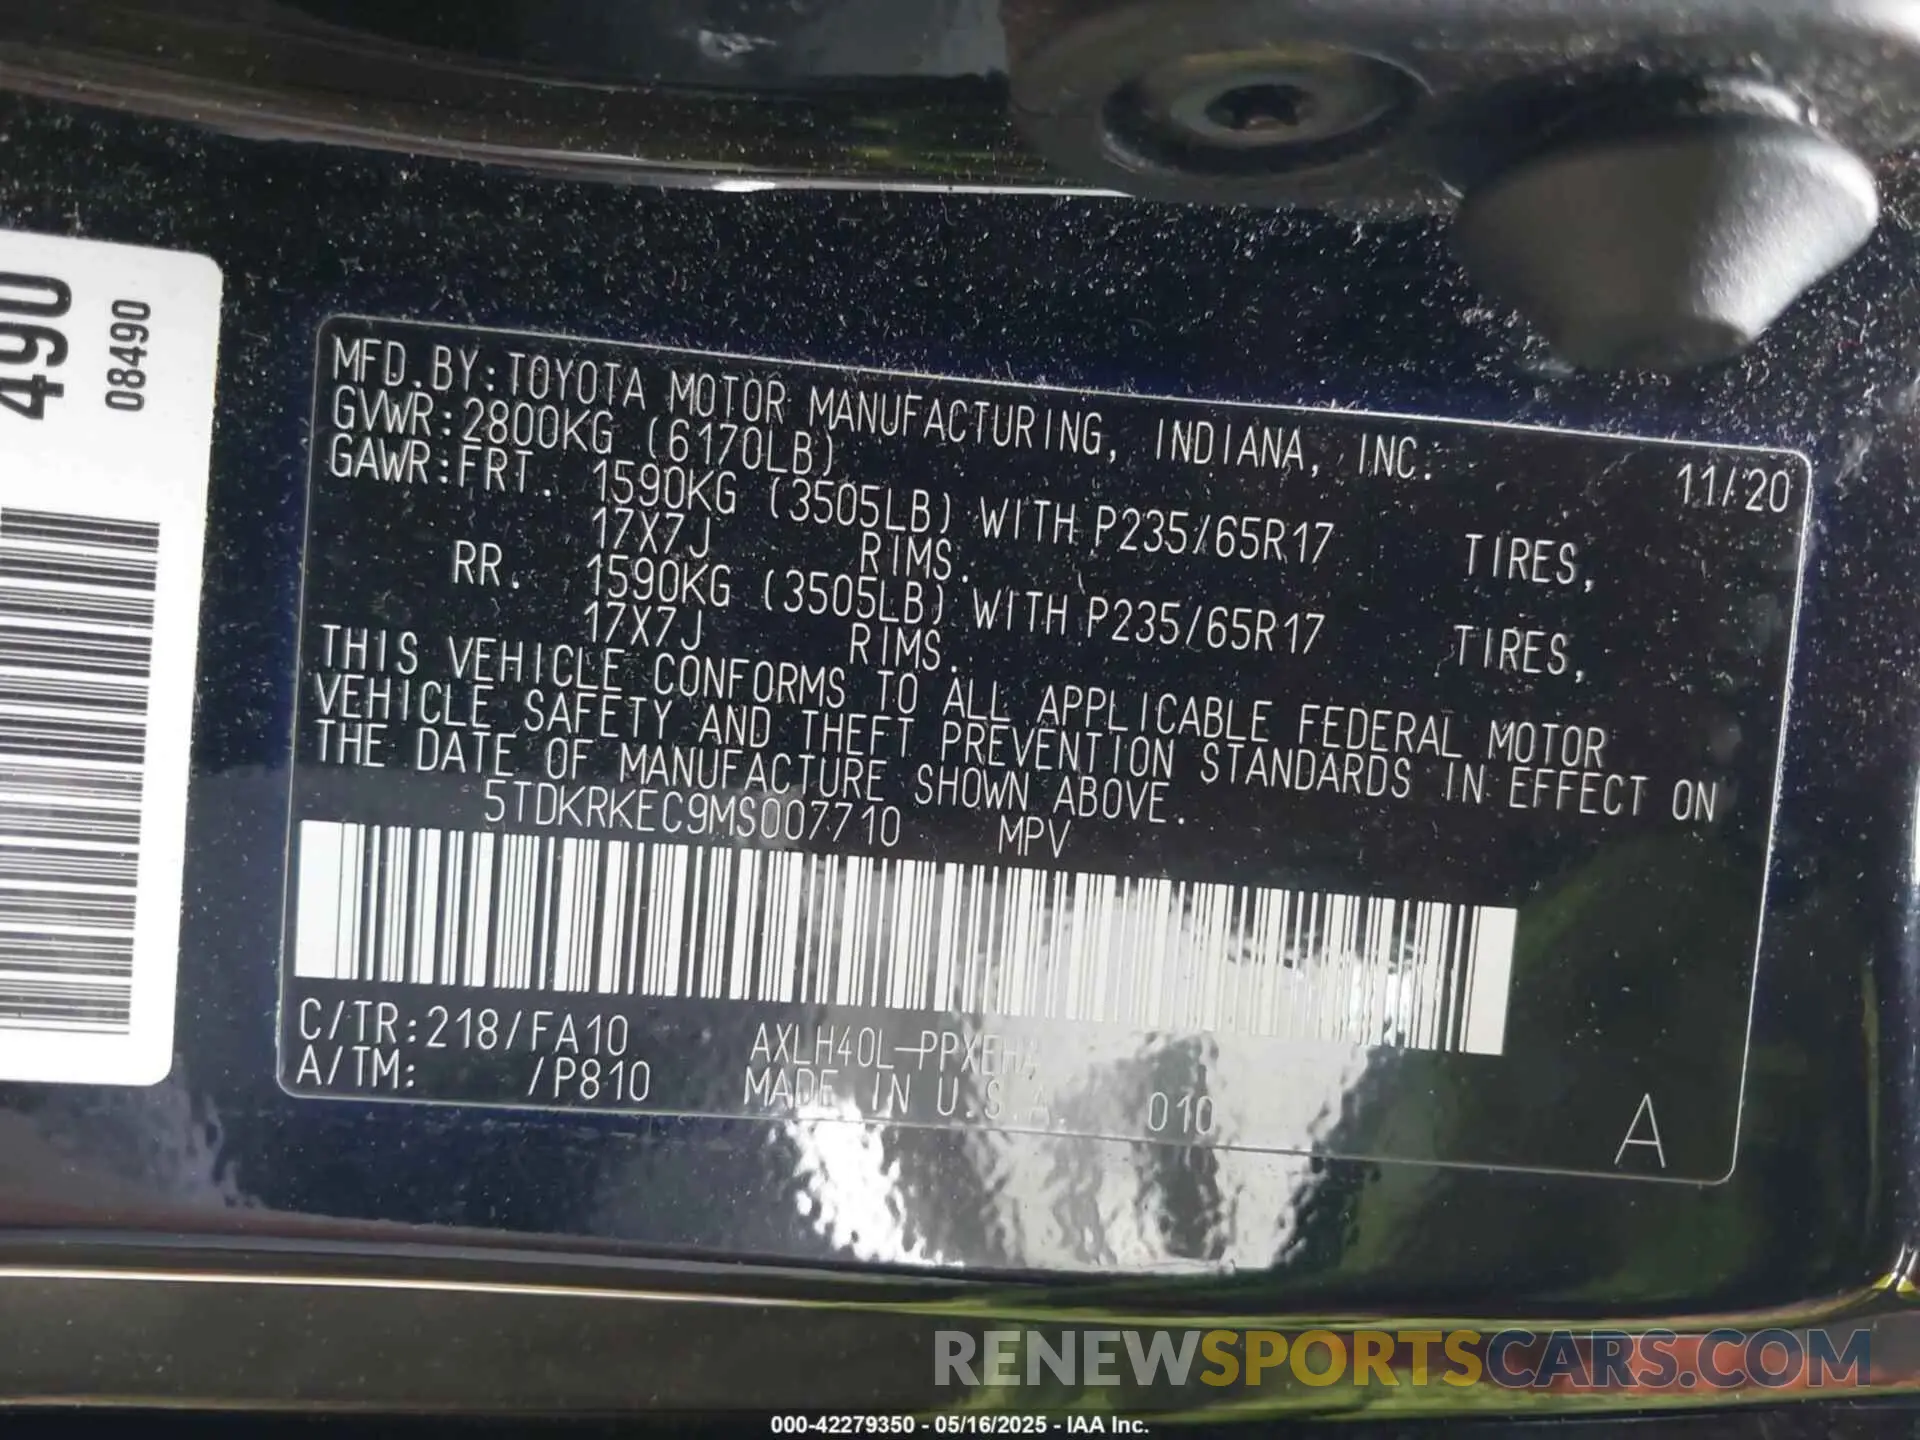 490
08490
MFD.BY:TOYOTA MOTOR MANUFACTURING, INDIANA, INC. 11/20
GVWR:2800KG (6170LB)
GAWR:FRT. 1590KG (3505LB) WITH P235/65R17 TIRES,
17X7J RIMS.
RR. 1590KG (3505LB) WITH P235/65R17 TIRES,
17X7J RIMS.
THIS VEHICLE CONFORMS TO ALL APPLICABLE FEDERAL MOTOR
VEHICLE SAFETY AND THEFT PREVENTION STANDARDS IN EFFECT ON
THE DATE OF MANUFACTURE SHOWN ABOVE.
5TDKRKEC9MS007710 MPV
C/TR:218/FA10 AXLH40L-PPXEHA
A/TM: /P810 MADE IN U.S.A. 010
A
RENEWSPORTSCARS.COM
000-42279350 - 05/16/2025 - IAA Inc.